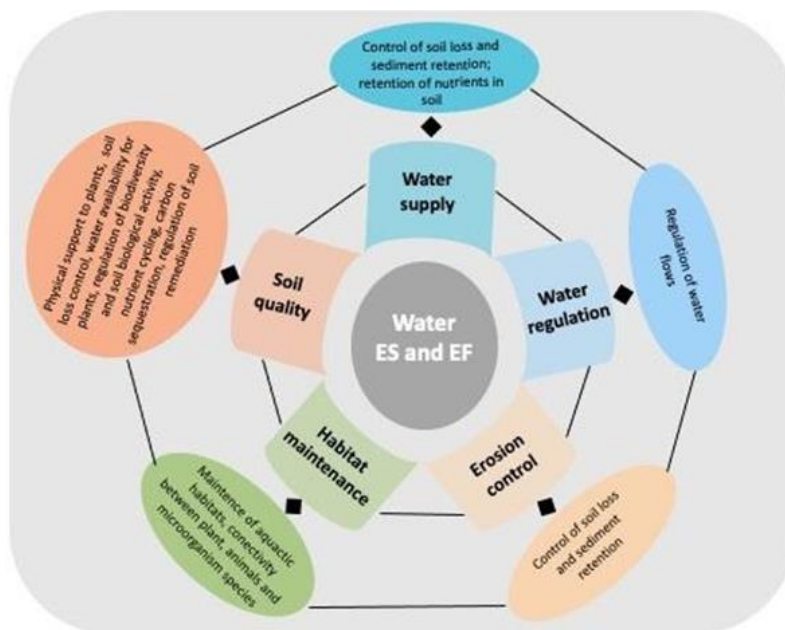 Control of soil loss and
sediment retention;
retention of nutrients in
soil
Water
supply
Physical support to plants, soil
loss control, water availability for
plants, regulation of biodiversity
and soil biological activity,
nutrient cycling, carbon
sequestration, regulation of soil
remediation
Soil
quality
Water
regulation
Regulation of water
flows
Water
ES and EF
Habitat
maintenance
Erosion
control
Maintence of aquactic
habitats, conectivity
between plant, animals and
microorganism species
Control of soil loss
and sediment
retention